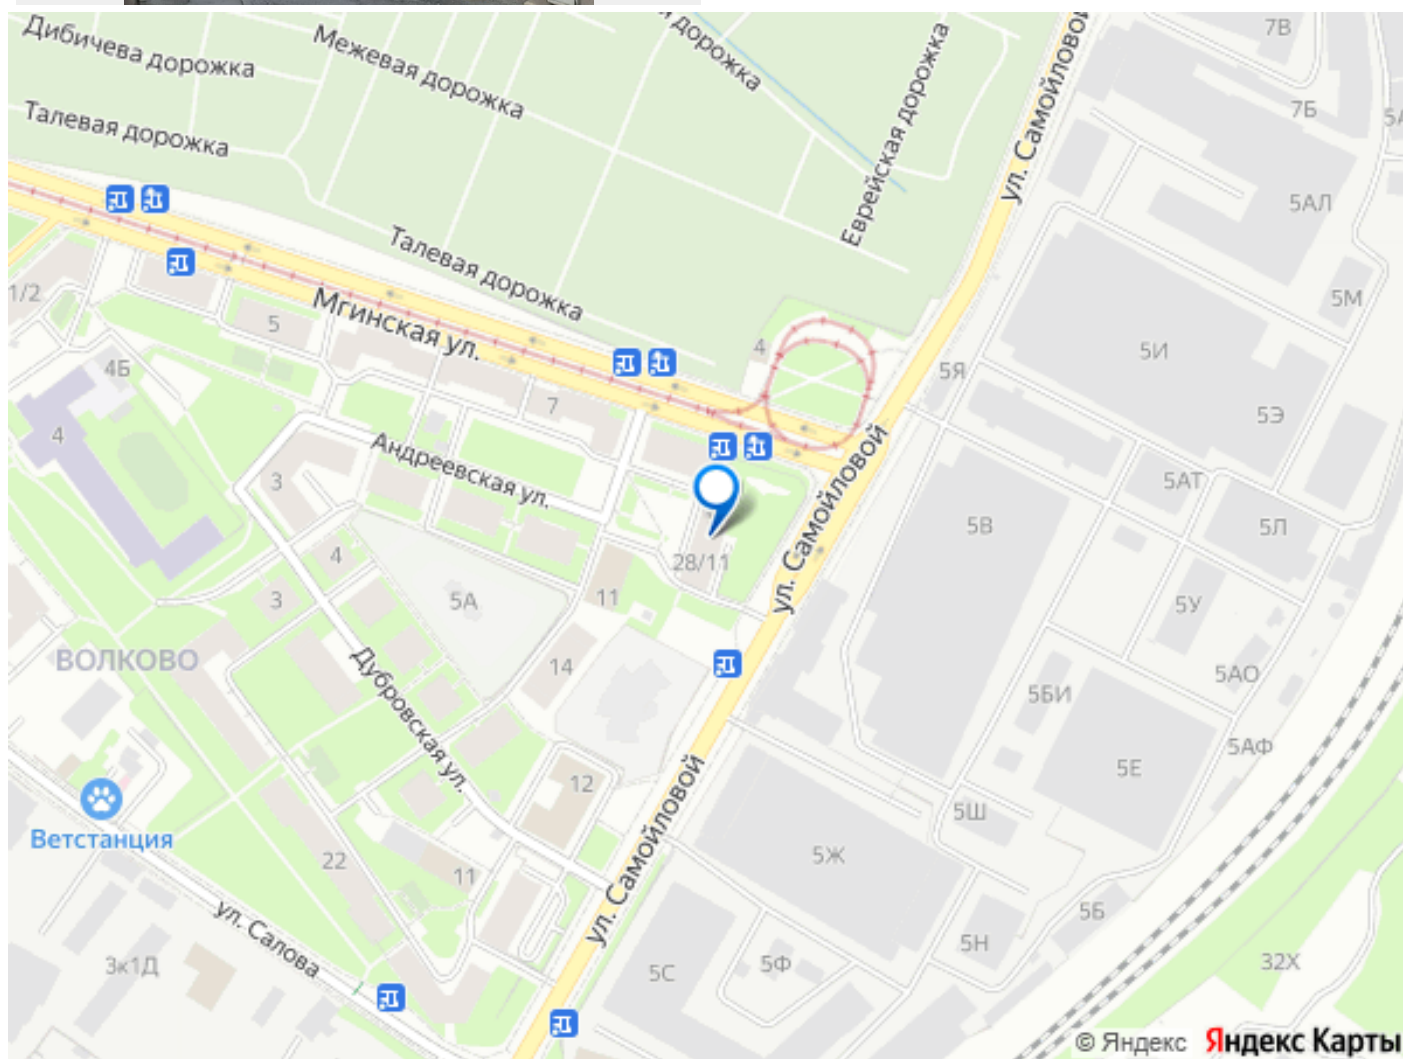 Дибичева дорожка
Межевая дорожка
дорожка
Еврейская дорожка
ул. Самойловой
7В
7Б
5АЛ
5М
Талевая дорожка
Талевая дорожка
Мгинская ул.
1/2
5
4Б
4
7
4
5Я
5И
5Э
Андреевская ул.
3
4
3
5А
11
28/11
ул. Самойловой
5В
5АТ
5Л
5У
5АО
5БИ
5АФ
5Е
ВОЛКОВО
14
Дубровская ул.
12
Ветстанция
22
11
ул. Самойловой
5Ж
5Ш
5Б
5Н
5Ф
5С
32Х
ул. Салова
3к1Д
© Яндекс Яндекс Карты